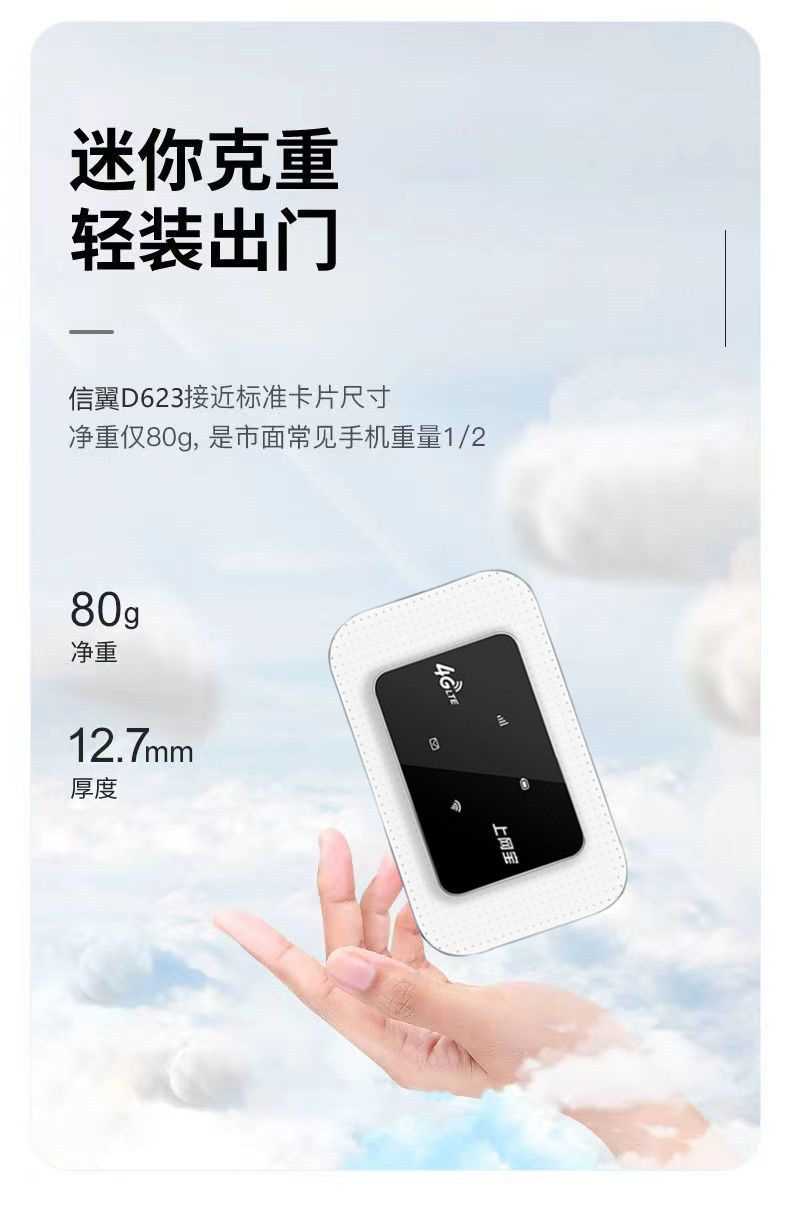 迷你克重
轻装出门
信翼D623接近标准卡片尺寸
净重仅80g, 是市面常见手机重量1/2
80g
净重
12.7mm
厚度
4G LTE
上网宝